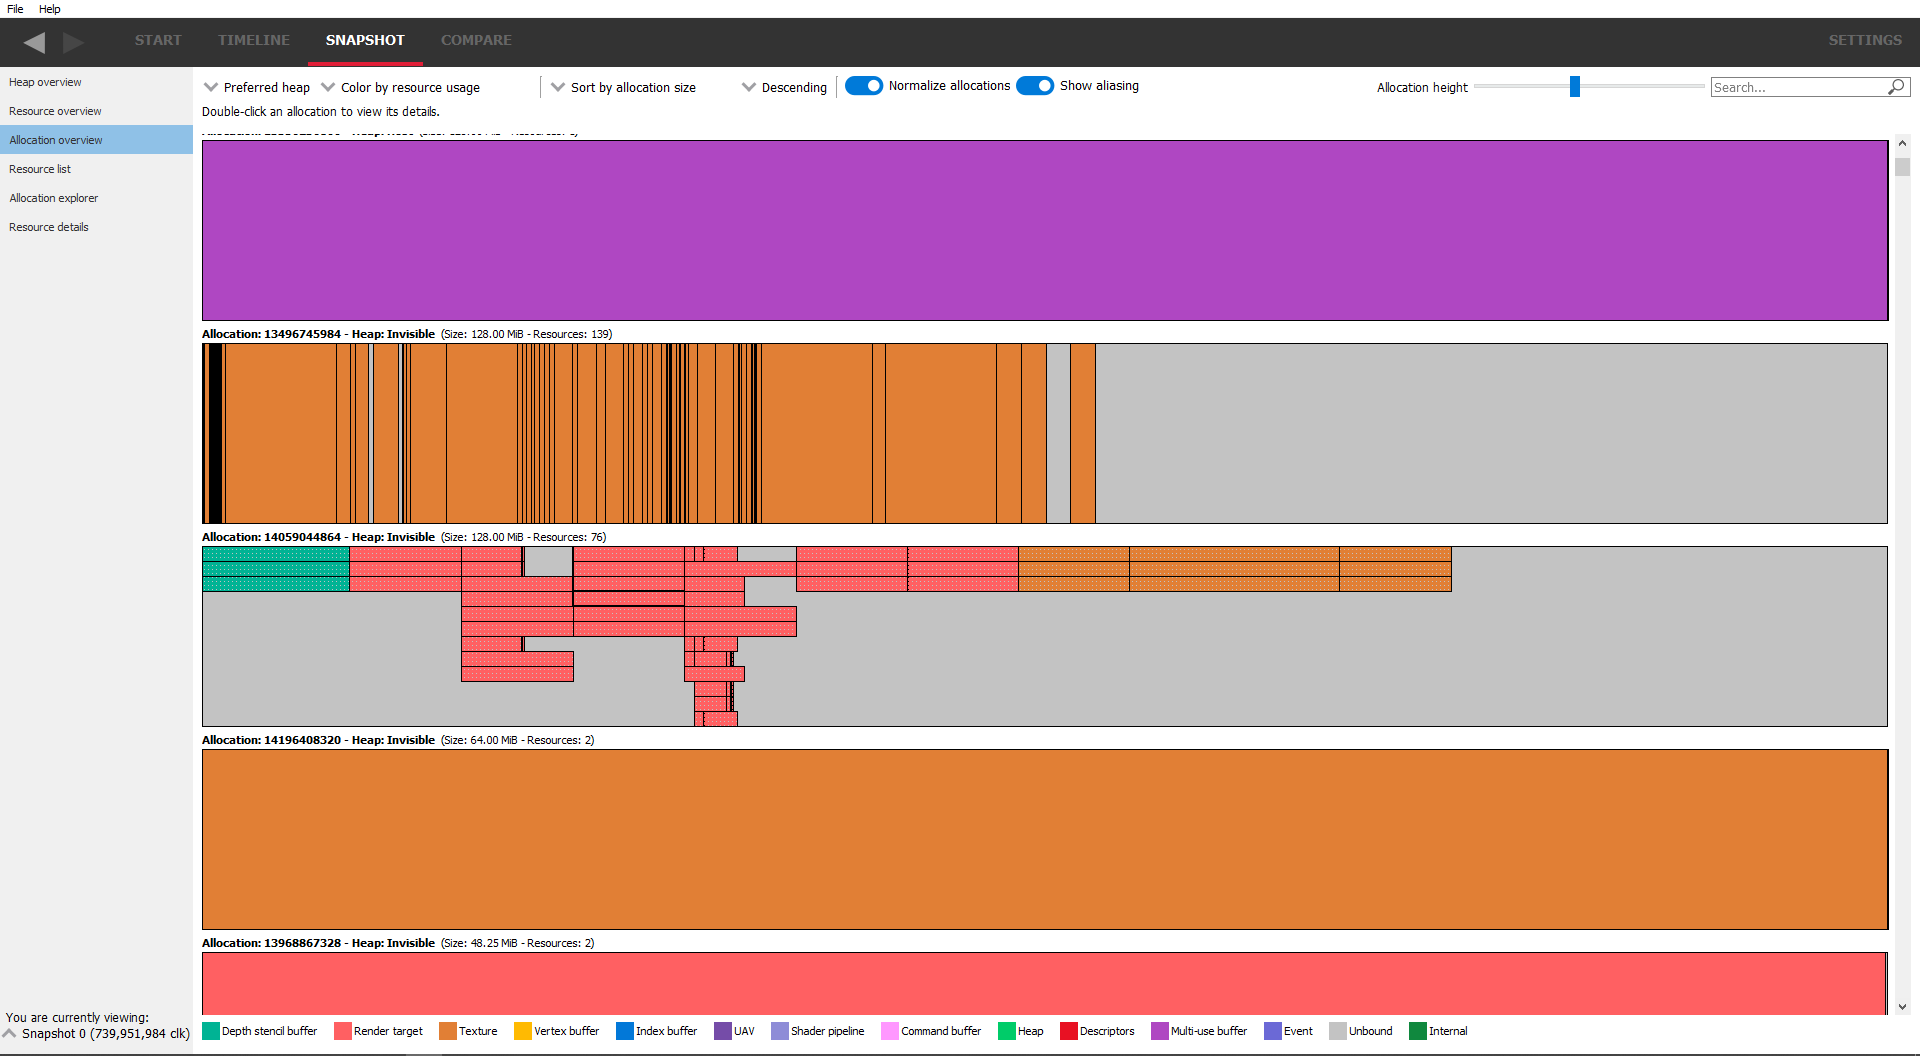 File Help
START TIMELINE SNAPSHOT COMPARE SETTINGS
Heap overview
Resource overview
Allocation overview
Resource list
Allocation explorer
Resource details
Preferred heap Color by resource usage Sort by allocation size Descending Normalize allocations Show aliasing Allocation height Search...
Double-click an allocation to view its details.
Allocation: 13496745984 - Heap: Invisible (Size: 128.00 MiB - Resources: 139)
Allocation: 14059044864 - Heap: Invisible (Size: 128.00 MiB - Resources: 76)
Allocation: 14196408320 - Heap: Invisible (Size: 64.00 MiB - Resources: 2)
Allocation: 13968867328 - Heap: Invisible (Size: 48.25 MiB - Resources: 2)
You are currently viewing:
Snapshot 0 (739,951,984 clk)
Depth stencil buffer Render target Texture Vertex buffer Index buffer UAV Shader pipeline Command buffer Heap Descriptors Multi-use buffer Event Unbound Internal